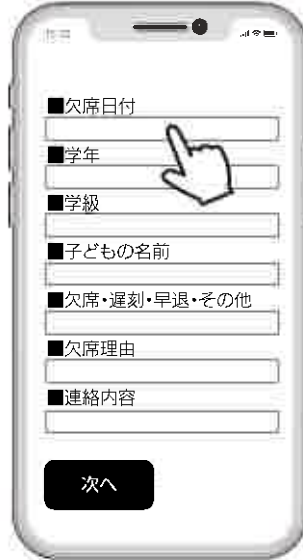 ■欠席日付
■学年
■学級
■子どもの名前
■欠席・遅刻・早退・その他
■欠席理由
■連絡内容
次へ